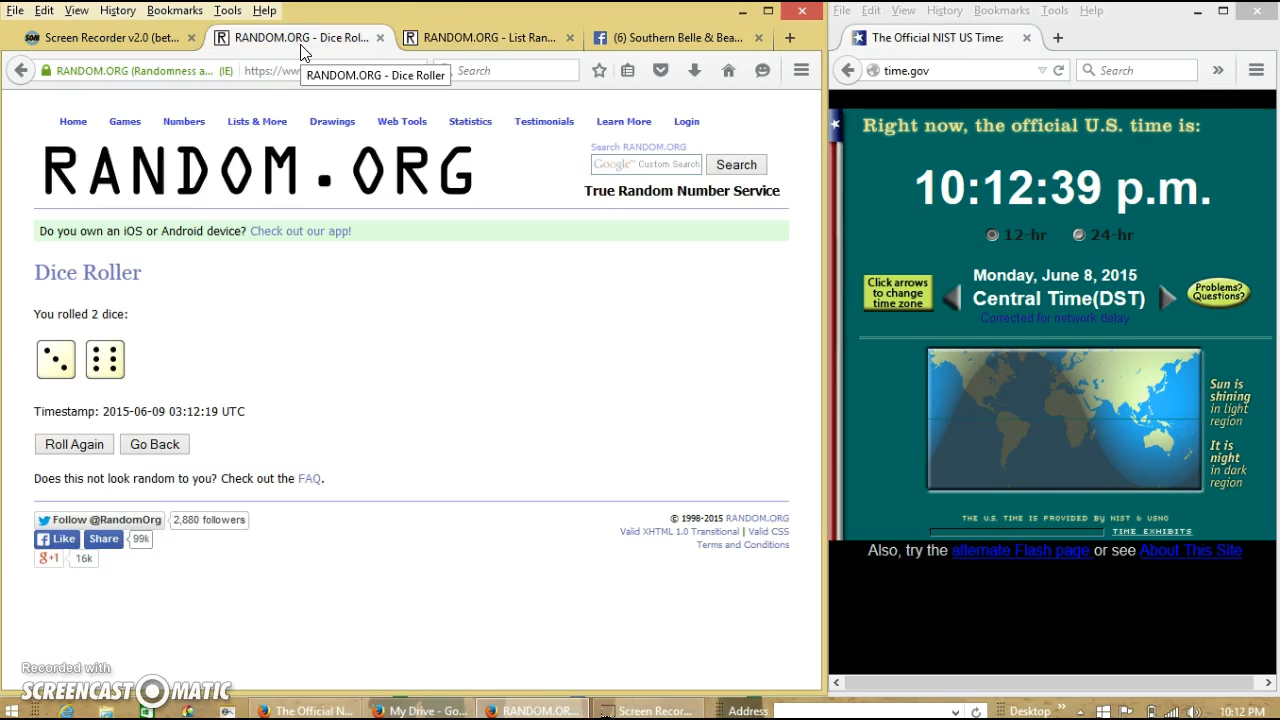 File Edit View History Bookmarks Tools Help
Screen Recorder v2.0 (bet...
RANDOM.ORG - Dice Rol...
RANDOM.ORG - List Ran...
(6) Southern Belle & Bea...
RANDOM.ORG (Randomness a... (IE)
https://ww
Search
RANDOM.ORG - Dice Roller
Home Games Numbers Lists & More Drawings Web Tools Statistics Testimonials Learn More Login
RANDOM.ORG
Search RANDOM.ORG
Google™ Custom Search
Search
True Random Number Service
Do you own an iOS or Android device? Check out our app!
Dice Roller
You rolled 2 dice:
Timestamp: 2015-06-09 03:12:19 UTC
Roll Again Go Back
Does this not look random to you? Check out the FAQ.
Follow @RandomOrg 2,880 followers
Like Share 99k
g+1 16k
© 1998-2015 RANDOM.ORG
Valid XHTML 1.0 Transitional | Valid CSS
Terms and Conditions
Recorded with
SCREENCAST-O-MATIC
File Edit View History Bookmarks Tools Help
The Official NIST US Time:
time.gov
Search
Right now, the official U.S. time is:
10:12:39 p.m.
12-hr 24-hr
Click arrows
to change
time zone
Monday, June 8, 2015
Central Time(DST)
Corrected for network delay
Problems?
Questions?
Sun is
shining
in light
region
It is
night
in dark
region
THE U.S. TIME IS PROVIDED BY NIST & USNO
TIME EXHIBITS
Also, try the alternate Flash page or see About This Site
The Official N...
My Drive - Go...
RANDOM.OR...
Screen Recor...
Address
Desktop
10:12 PM